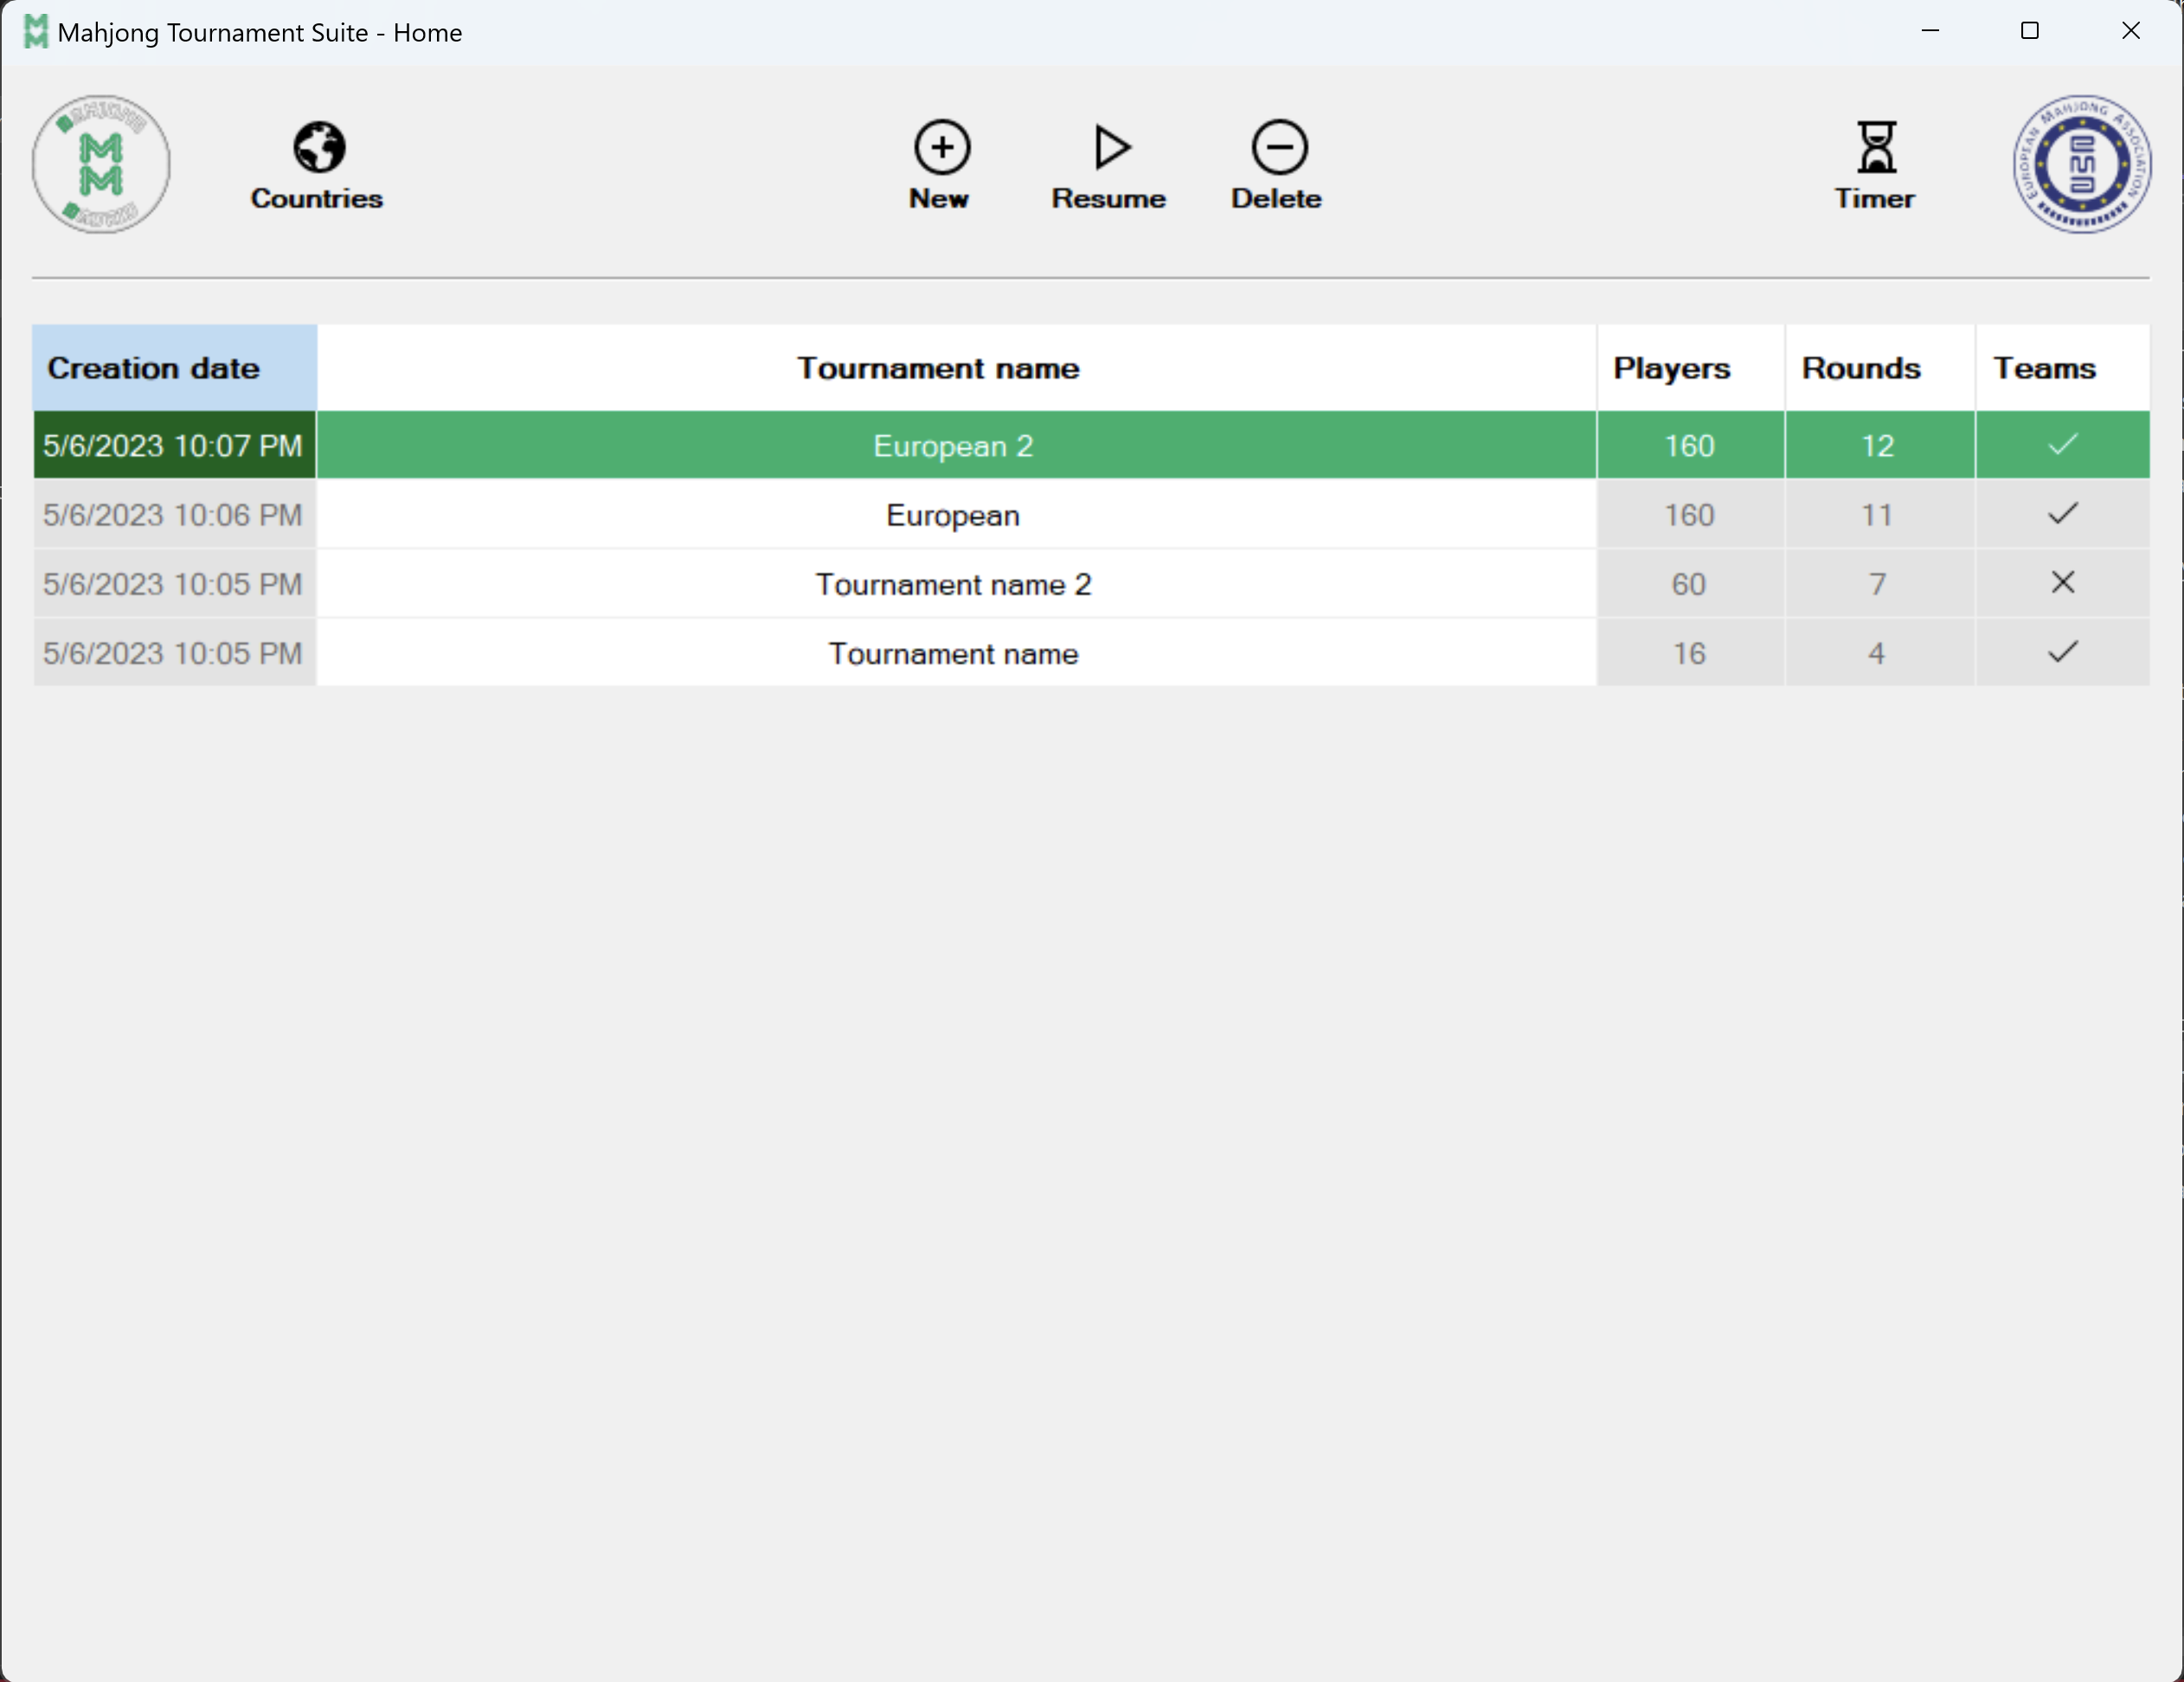 Mahjong Tournament Suite - Home
MAHJONG
MADRID
Countries
New
Resume
Delete
Timer
EUROPEAN MAHJONG ASSOCIATION
Creation date Tournament name Players Rounds Teams
5/6/2023 10:07 PM European 2 160 12 ✓
5/6/2023 10:06 PM European 160 11 ✓
5/6/2023 10:05 PM Tournament name 2 60 7 ✕
5/6/2023 10:05 PM Tournament name 16 4 ✓